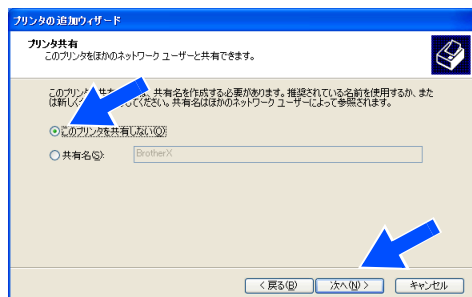 プリンタの追加ウィザード
プリンタ共有
このプリンタをほかのネットワーク ユーザーと共有できます。
このプリン 共有名を作成する必要があります。推奨されている名前を使用するか、また
は新し ください。共有名はほかのネットワーク ユーザーによって参照されます。
このプリンタを共有しない(O)
共有名(S):
BrotherX
< 戻る(B)
次へ(N) >
キャンセル